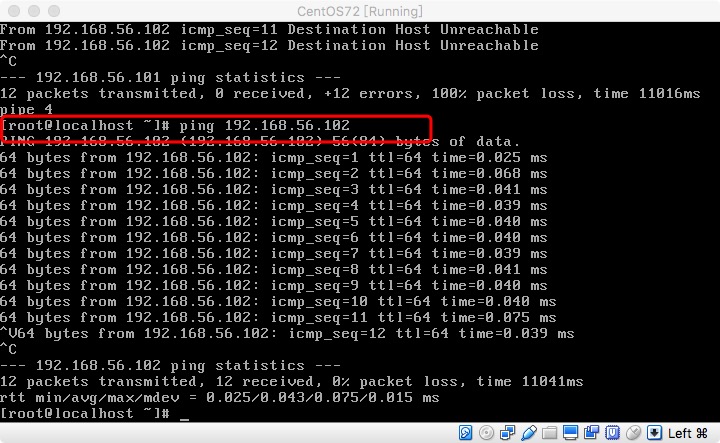 CentOS72 [Running]
From 192.168.56.102 icmp_seq=11 Destination Host Unreachable
From 192.168.56.102 icmp_seq=12 Destination Host Unreachable
^C
--- 192.168.56.101 ping statistics ---
12 packets transmitted, 0 received, +12 errors, 100% packet loss, time 11016ms
pipe 4
[root@localhost ~]# ping 192.168.56.102
PING 192.168.56.102 (192.168.56.102) 56(84) bytes of data.
64 bytes from 192.168.56.102: icmp_seq=1 ttl=64 time=0.025 ms
64 bytes from 192.168.56.102: icmp_seq=2 ttl=64 time=0.068 ms
64 bytes from 192.168.56.102: icmp_seq=3 ttl=64 time=0.041 ms
64 bytes from 192.168.56.102: icmp_seq=4 ttl=64 time=0.039 ms
64 bytes from 192.168.56.102: icmp_seq=5 ttl=64 time=0.040 ms
64 bytes from 192.168.56.102: icmp_seq=6 ttl=64 time=0.040 ms
64 bytes from 192.168.56.102: icmp_seq=7 ttl=64 time=0.039 ms
64 bytes from 192.168.56.102: icmp_seq=8 ttl=64 time=0.041 ms
64 bytes from 192.168.56.102: icmp_seq=9 ttl=64 time=0.040 ms
64 bytes from 192.168.56.102: icmp_seq=10 ttl=64 time=0.040 ms
64 bytes from 192.168.56.102: icmp_seq=11 ttl=64 time=0.075 ms
^V64 bytes from 192.168.56.102: icmp_seq=12 ttl=64 time=0.039 ms
^C
--- 192.168.56.102 ping statistics ---
12 packets transmitted, 12 received, 0% packet loss, time 11041ms
rtt min/avg/max/mdev = 0.025/0.043/0.075/0.015 ms
[root@localhost ~]# _
Left ⌘